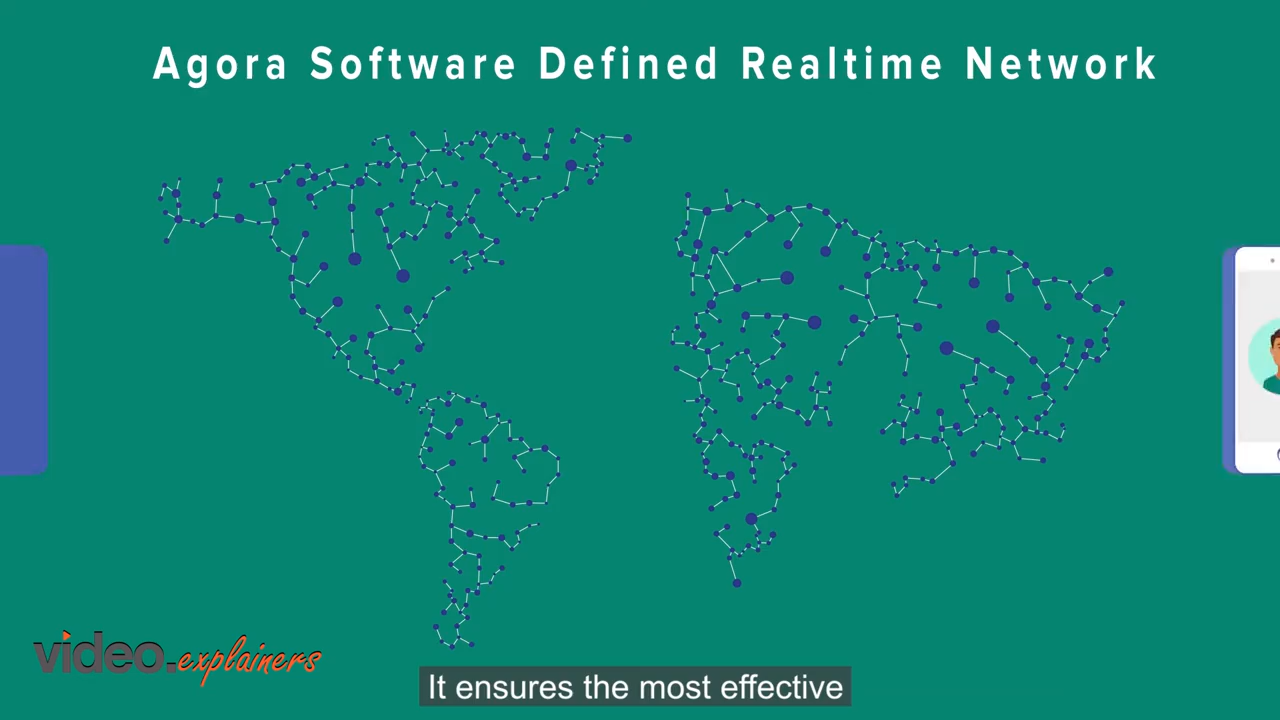 Agora Software Defined Realtime Network
video.explainers
It ensures the most effective